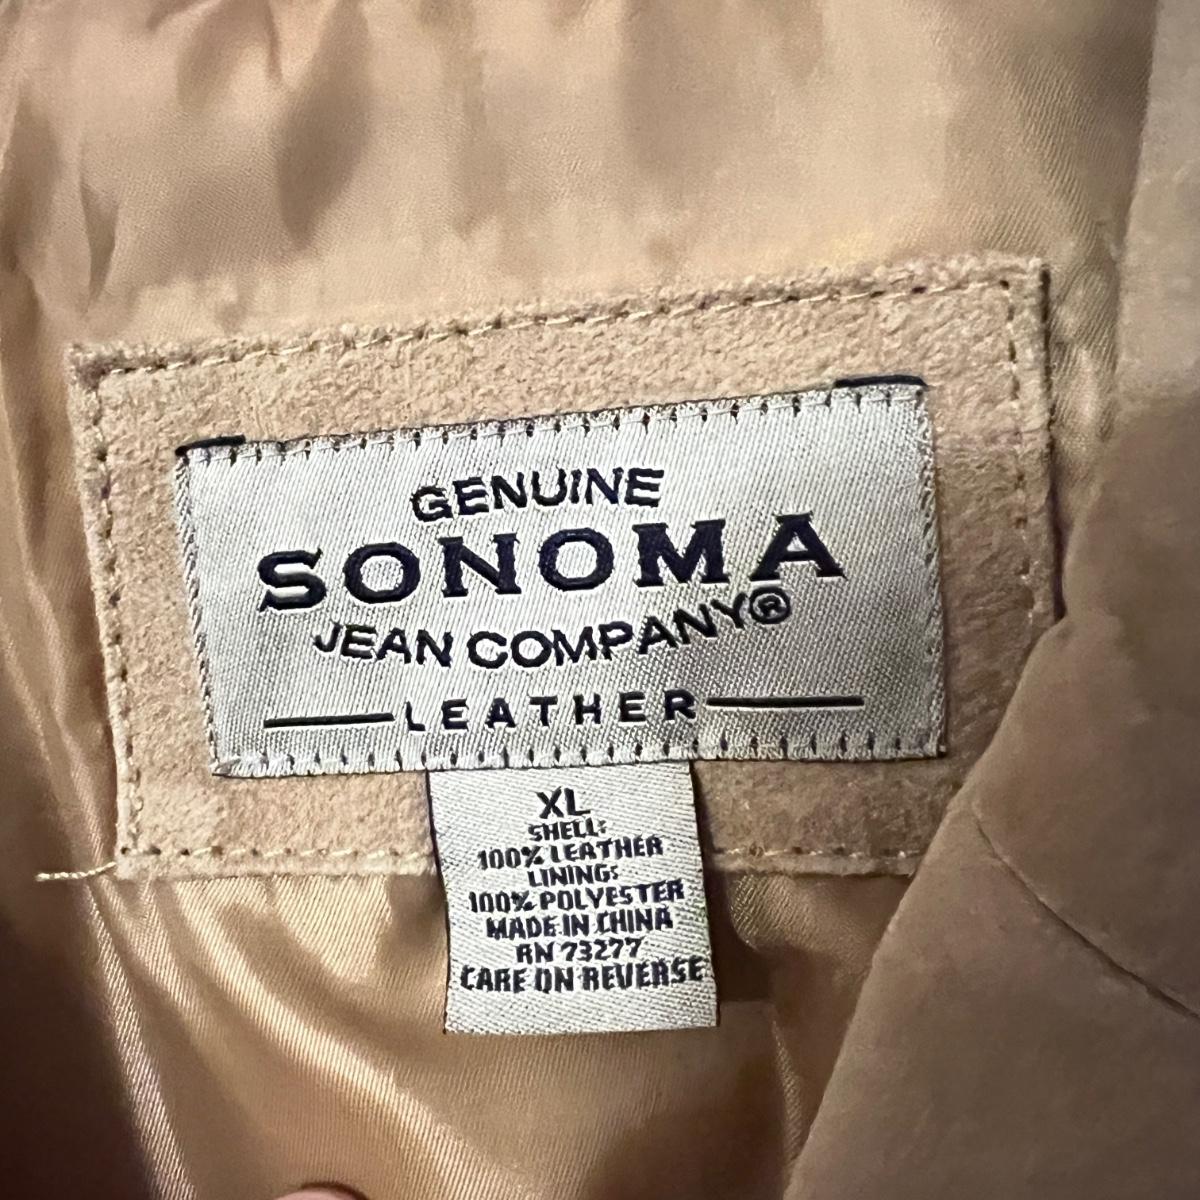 GENUINE
SONOMA
JEAN COMPANY®
LEATHER
XL
SHELL:
100% LEATHER
LINING:
100% POLYESTER
MADE IN CHINA
RN 73277
CARE ON REVERSE